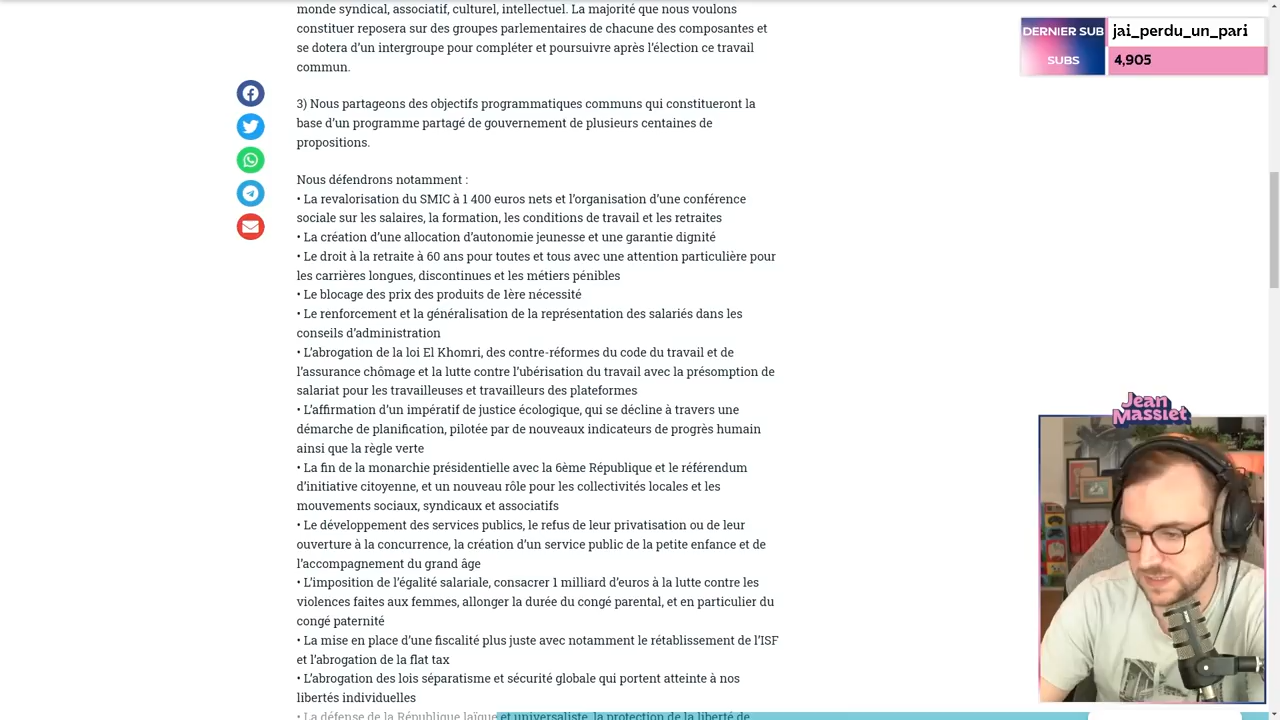 monde syndical, associatif, culturel, intellectuel. La majorité que nous voulons
constituer reposera sur des groupes parlementaires de chacune des composantes et
se dotera d’un intergroupe pour compléter et poursuivre après l’élection ce travail
commun.
3) Nous partageons des objectifs programmatiques communs qui constitueront la
base d’un programme partagé de gouvernement de plusieurs centaines de
propositions.
Nous défendrons notamment :
• La revalorisation du SMIC à 1 400 euros nets et l’organisation d’une conférence
sociale sur les salaires, la formation, les conditions de travail et les retraites
• La création d’une allocation d’autonomie jeunesse et une garantie dignité
• Le droit à la retraite à 60 ans pour toutes et tous avec une attention particulière pour
les carrières longues, discontinues et les métiers pénibles
• Le blocage des prix des produits de 1ère nécessité
• Le renforcement et la généralisation de la représentation des salariés dans les
conseils d’administration
• L’abrogation de la loi El Khomri, des contre-réformes du code du travail et de
l’assurance chômage et la lutte contre l’ubérisation du travail avec la présomption de
salariat pour les travailleuses et travailleurs des plateformes
• L’affirmation d’un impératif de justice écologique, qui se décline à travers une
démarche de planification, pilotée par de nouveaux indicateurs de progrès humain
ainsi que la règle verte
• La fin de la monarchie présidentielle avec la 6ème République et le référendum
d’initiative citoyenne, et un nouveau rôle pour les collectivités locales et les
mouvements sociaux, syndicaux et associatifs
• Le développement des services publics, le refus de leur privatisation ou de leur
ouverture à la concurrence, la création d’un service public de la petite enfance et de
l’accompagnement du grand âge
• L’imposition de l’égalité salariale, consacrer 1 milliard d’euros à la lutte contre les
violences faites aux femmes, allonger la durée du congé parental, et en particulier du
congé paternité
• La mise en place d’une fiscalité plus juste avec notamment le rétablissement de l’ISF
et l’abrogation de la flat tax
• L’abrogation des lois séparatisme et sécurité globale qui portent atteinte à nos
libertés individuelles
• La défense de la République laïque et universaliste, la protection de la liberté de
DERNIER SUB jai_perdu_un_pari
SUBS 4,905
Jean
Massiet